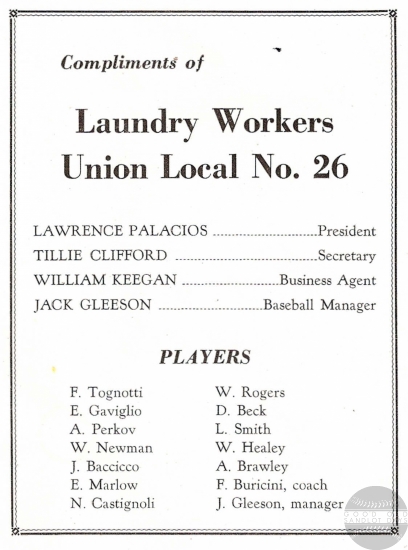 Compliments of
Laundry Workers
Union Local No. 26
LAWRENCE PALACIOS ........................President
TILLIE CLIFFORD ................................Secretary
WILLIAM KEEGAN .......................Business Agent
JACK GLEESON .......................Baseball Manager
PLAYERS
F. Tognotti W. Rogers
E. Gaviglio D. Beck
A. Perkov L. Smith
W. Newman W. Healey
J. Baccicco A. Brawley
E. Marlow F. Buricini, coach
N. Castignoli J. Gleeson, manager